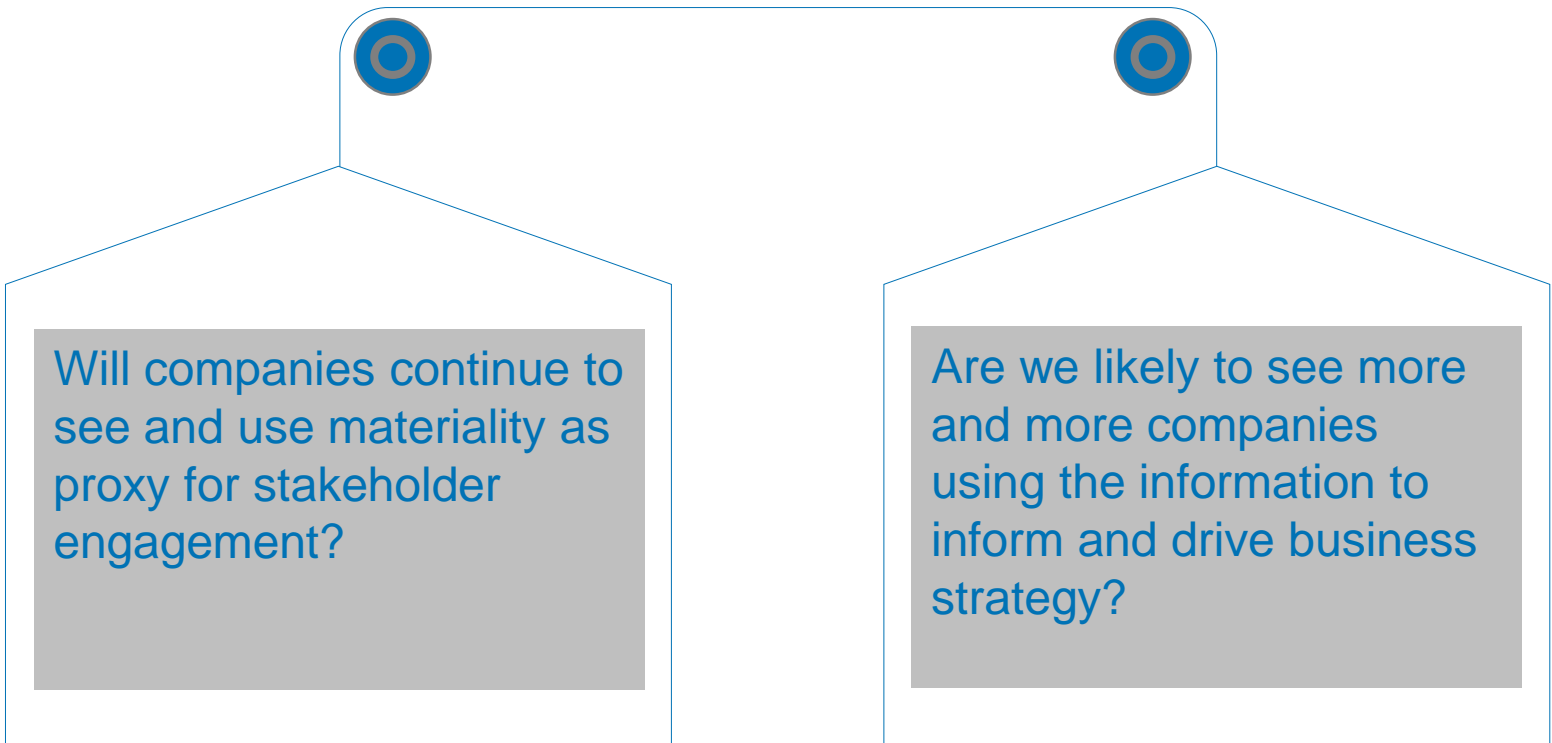 Will companies continue to
see and use materiality as
proxy for stakeholder
engagement?
Are we likely to see more
and more companies
using the information to
inform and drive business
strategy?